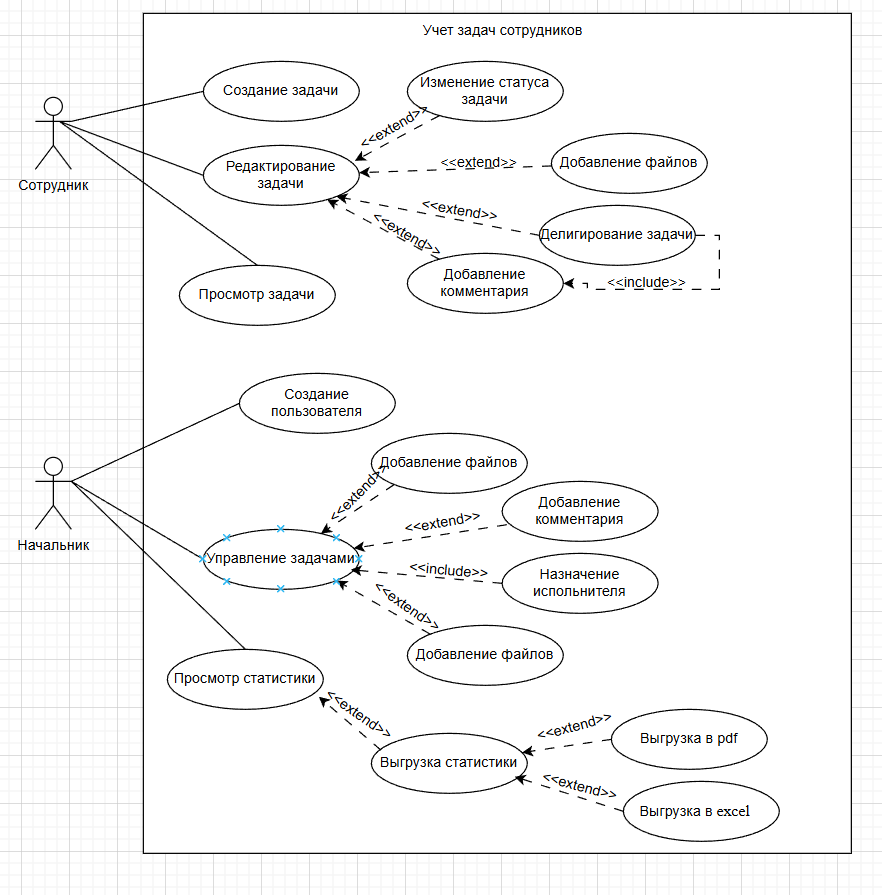 Учет задач сотрудников
Создание задачи
Изменение статуса
задачи
<<extend>>
Редактирование
задачи
<<extend>>
Добавление файлов
Сотрудник
<<extend>>
<<extend>>
Делигирование задачи
Добавление
комментария
<<include>>
Просмотр задачи
Создание
пользователя
Добавление файлов
<<extend>>
Добавление
комментария
<<extend>>
Начальник
Управление задачами
<<include>>
Назначение
испольнителя
<<extend>>
Добавление файлов
Просмотр статистики
<<extend>>
Выгрузка статистики
<<extend>>
Выгрузка в pdf
<<extend>>
Выгрузка в excel